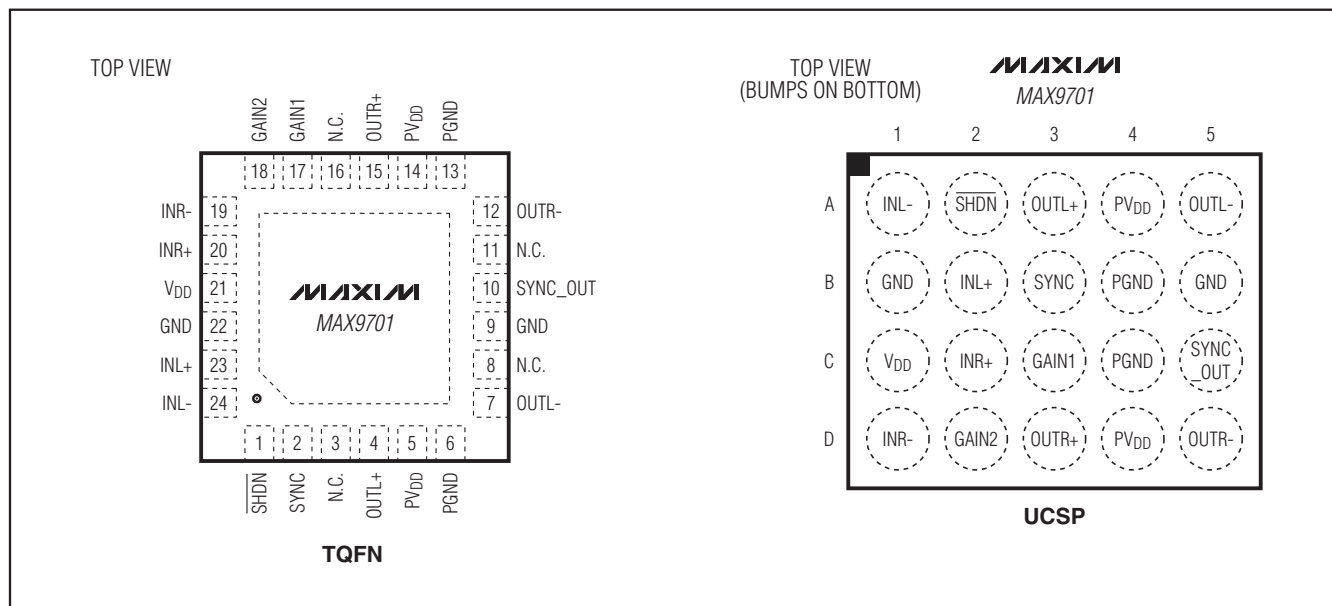 TOP VIEW
GAIN2
GAIN1
N.C.
OUTR+
PVDD
PGND
18 17 16 15 14 13
INR- 19
INR+ 20
VDD 21
GND 22
INL+ 23
INL- 24
MAXIM
MAX9701
12 OUTR-
11 N.C.
10 SYNC_OUT
9 GND
8 N.C.
7 OUTL-
1 2 3 4 5 6
SHDN
SYNC
N.C.
OUTL+
PVDD
PGND
TQFN
TOP VIEW
(BUMPS ON BOTTOM)
MAXIM
MAX9701
1 2 3 4 5
A INL- SHDN OUTL+ PVDD OUTL-
B GND INL+ SYNC PGND GND
C VDD INR+ GAIN1 PGND SYNC
_OUT
D INR- GAIN2 OUTR+ PVDD OUTR-
UCSP